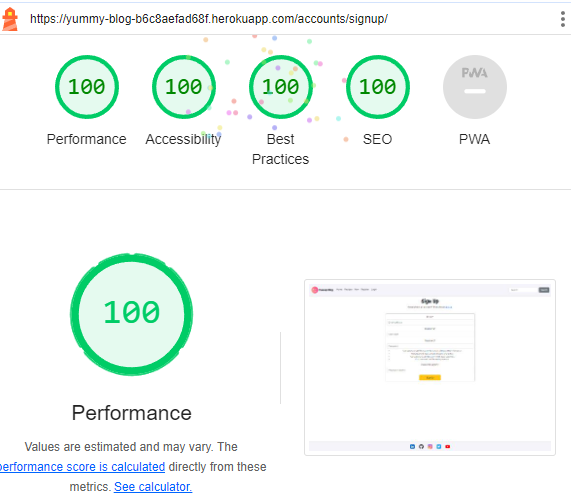 https://yummy-blog-b6c8aefad68f.herokuapp.com/accounts/signup/
100 100 100 100 PWA
Performance Accessibility Best Practices SEO PWA
100
Sign Up
Performance
Values are estimated and may vary. The
performance score is calculated directly from these
metrics. See calculator.